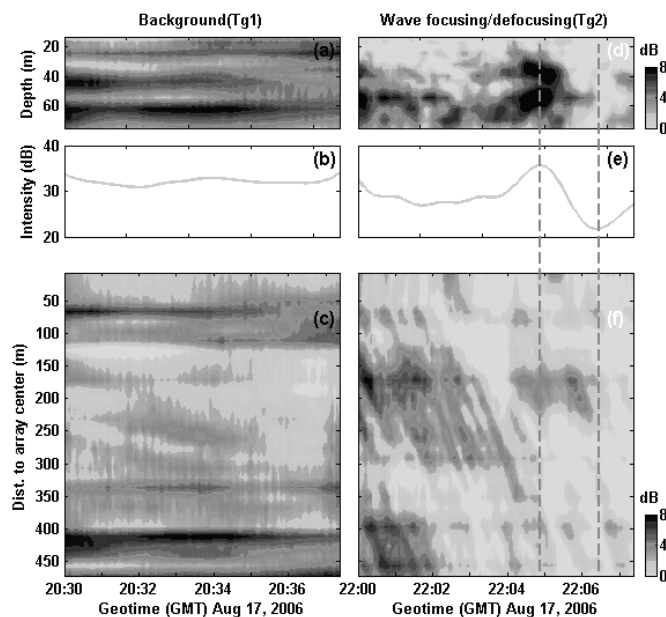 Background(Tg1)
Wave focusing/defocusing(Tg2)
Depth (m)
20
40
60
(a)
(d)
dB
8
4
0
Intensity (dB)
40
30
20
(b)
(e)
Dist. to array center (m)
50
100
150
200
250
300
350
400
450
(c)
(f)
dB
8
4
0
20:30 20:32 20:34 20:36
22:00 22:02 22:04 22:06
Geotime (GMT) Aug 17, 2006
Geotime (GMT) Aug 17, 2006